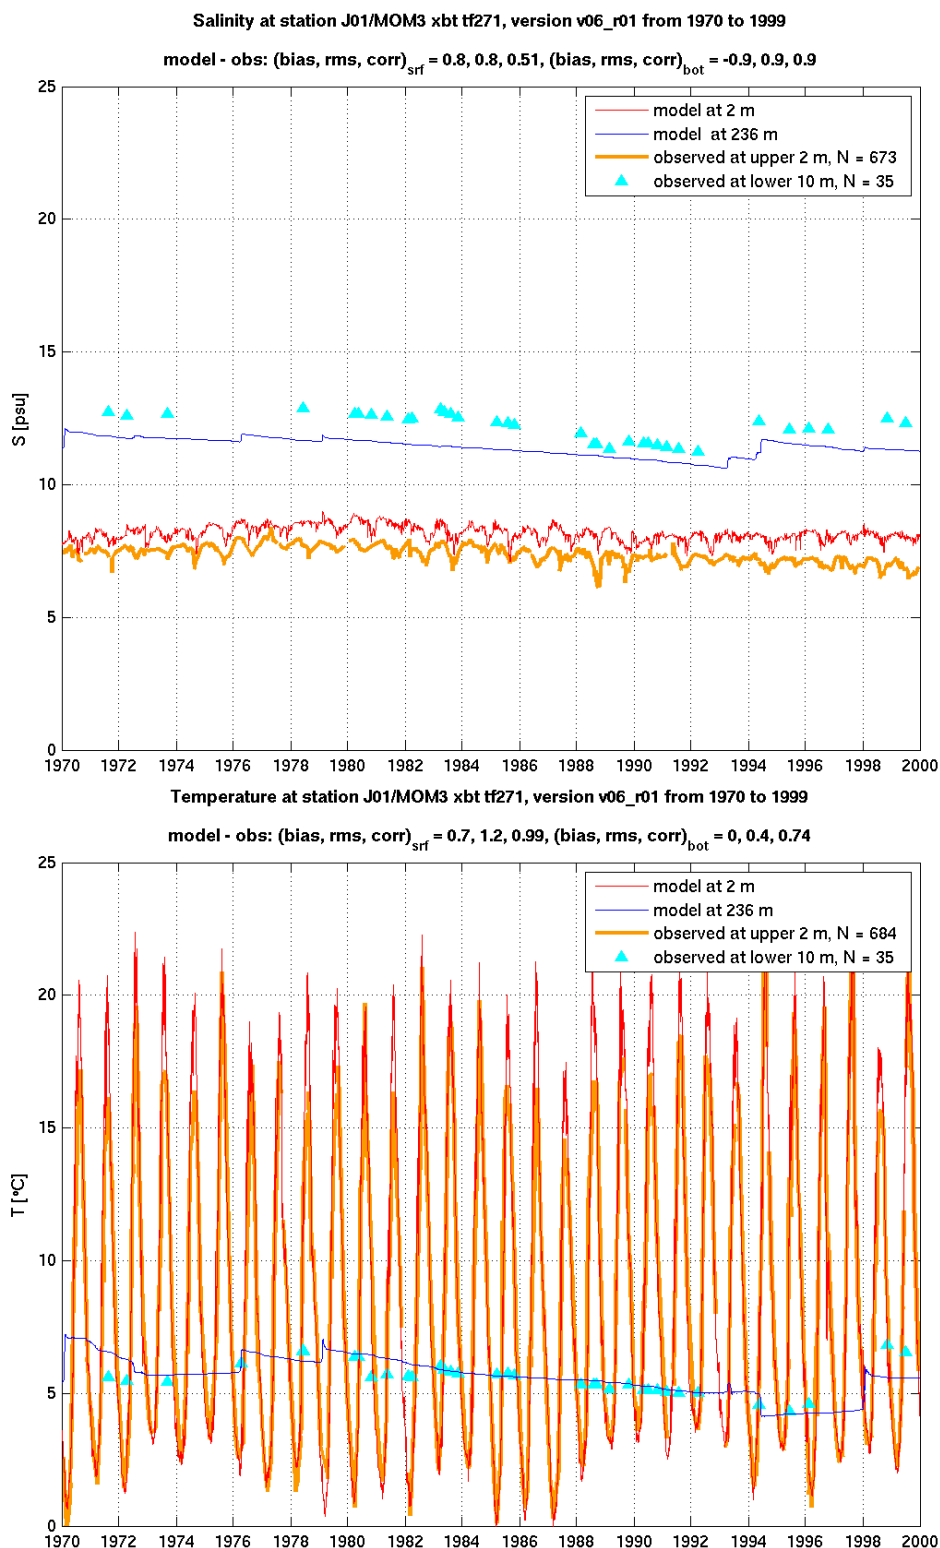 Salinity at station J01/MOM3 xbt tf271, version v06_r01 from 1970 to 1999
model - obs: (bias, rms, corr)srf = 0.8, 0.8, 0.51, (bias, rms, corr)bot = -0.9, 0.9, 0.9
25
20
15
10
5
0
S [psu]
model at 2 m
model at 236 m
observed at upper 2 m, N = 673
observed at lower 10 m, N = 35
1970 1972 1974 1976 1978 1980 1982 1984 1986 1988 1990 1992 1994 1996 1998 2000
Temperature at station J01/MOM3 xbt tf271, version v06_r01 from 1970 to 1999
model - obs: (bias, rms, corr)srf = 0.7, 1.2, 0.99, (bias, rms, corr)bot = 0, 0.4, 0.74
25
20
15
10
5
0
T [°C]
model at 2 m
model at 236 m
observed at upper 2 m, N = 684
observed at lower 10 m, N = 35
1970 1972 1974 1976 1978 1980 1982 1984 1986 1988 1990 1992 1994 1996 1998 2000